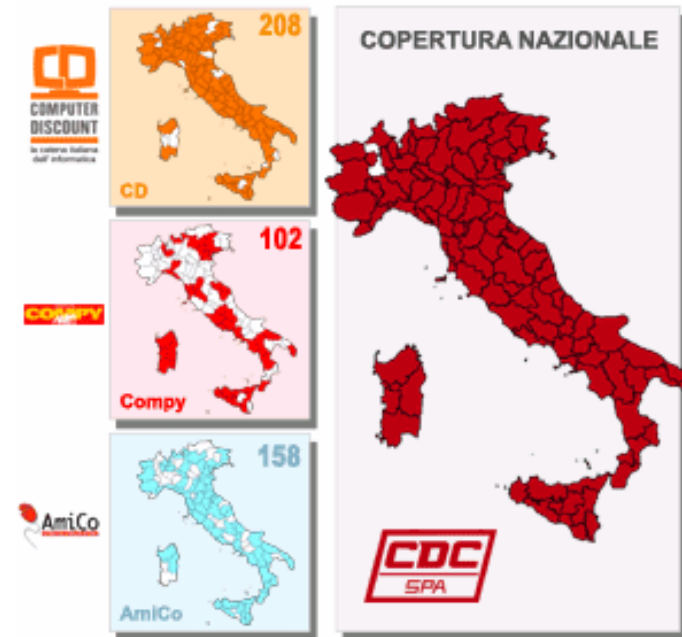 CD
COMPUTER
DISCOUNT
la catena italiana
dell'informatica
208
CD
COMPY
102
Compy
AmiCo
158
AmiCo
COPERTURA NAZIONALE
CDC
SPA